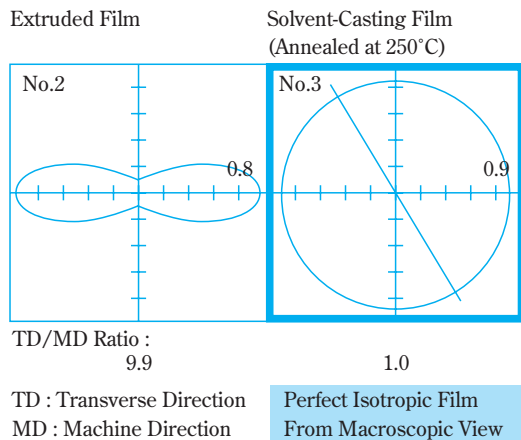 Extruded Film
Solvent-Casting Film
(Annealed at 250°C)
No.2
0.8
No.3
0.9
TD/MD Ratio :
9.9
1.0
TD : Transverse Direction
MD : Machine Direction
Perfect Isotropic Film
From Macroscopic View